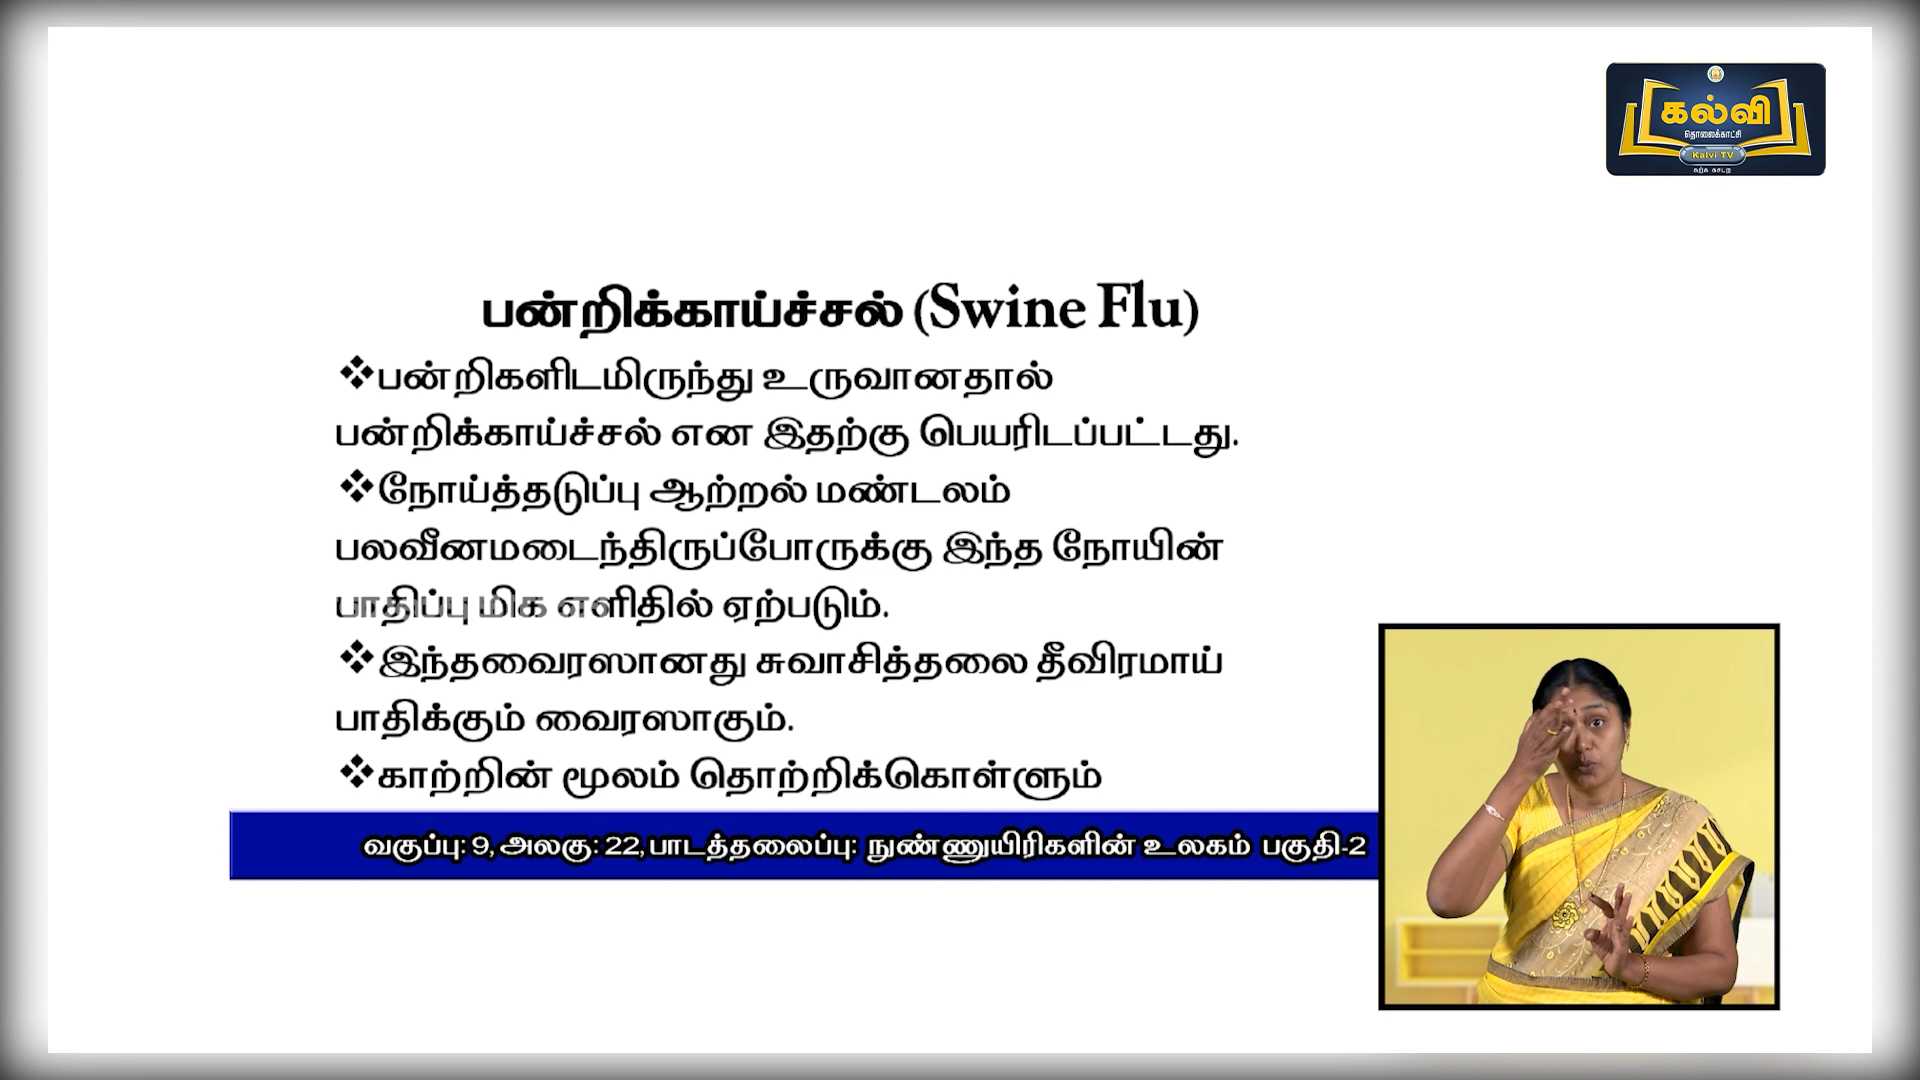 கல்வி
தொலைக்காட்சி
Kalvi TV
கற்க கசடற
பன்றிக்காய்ச்சல் (Swine Flu)
❖பன்றிகளிடமிருந்து உருவானதால்
பன்றிக்காய்ச்சல் என இதற்கு பெயரிடப்பட்டது.
❖நோய்த்தடுப்பு ஆற்றல் மண்டலம்
பலவீனமடைந்திருப்போருக்கு இந்த நோயின்
பாதிப்பு மிக எளிதில் ஏற்படும்.
❖இந்தவைரஸானது சுவாசித்தலை தீவிரமாய்
பாதிக்கும் வைரஸாகும்.
❖காற்றின் மூலம் தொற்றிக்கொள்ளும்
வகுப்பு: 9, அலகு: 22, பாடத்தலைப்பு: நுண்ணுயிரிகளின் உலகம் பகுதி-2